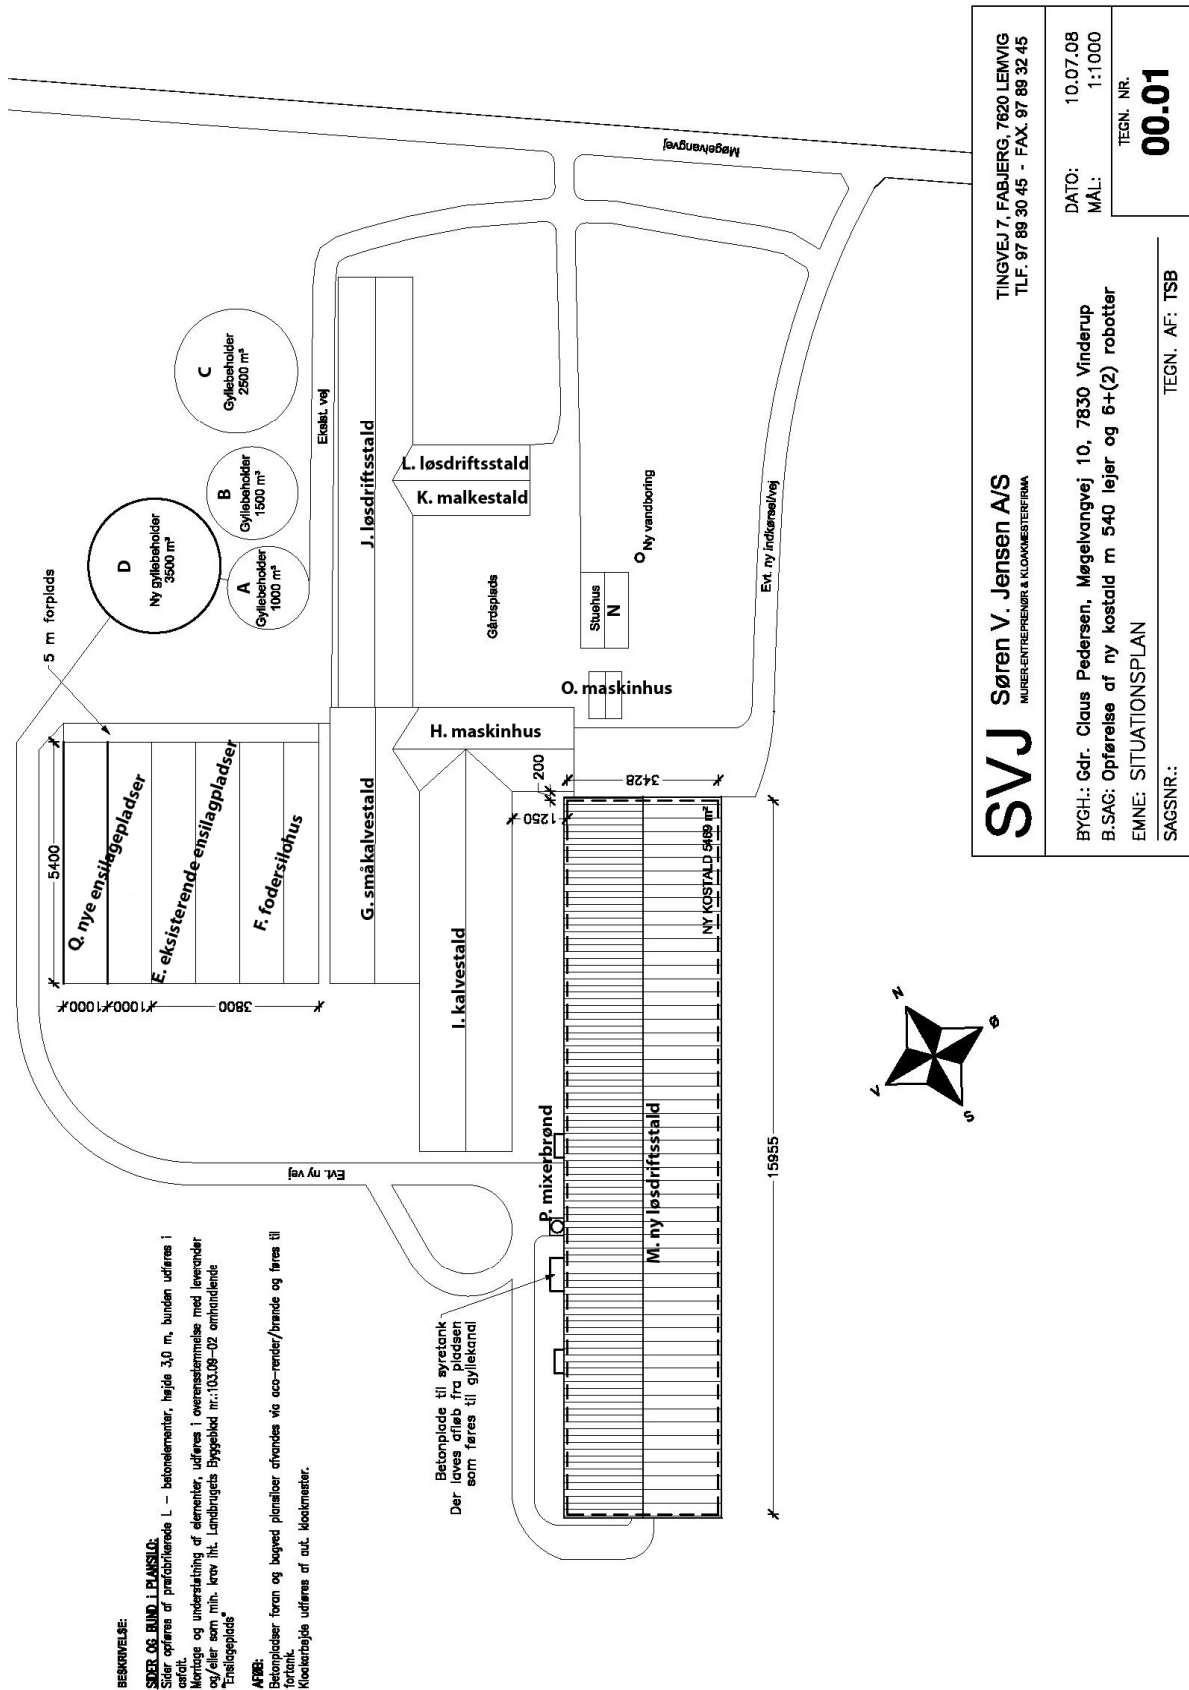 BESKRIVELSE:
SIDER OG BUND I PLANSILO:
Sider opføres af præfabrikerede L – betonelementer, højde 3,0 m, bunden udføres i
asfalt.
Montage og understøtning af elementer, udføres i overensstemmelse med leverandør
og/eller som min. krav iht. Landbrugets Byggeblad nr.:103.09-02 omhandlende
"Ensilageplads"
AFLØB:
Betonpladser foran og bagved plansiloer afvandes via aco-render/brønde og føres til
fortank.
Kloakarbejde udføres af aut. kloakmester.
5 m forplads
5400
1000
1000
3800
Q. nye ensilagepladser
E. eksisterende ensilagpladser
F. fodersilohus
D
Ny gyllebeholder
3500 m³
A
Gyllebeholder
1000 m³
B
Gyllebeholder
1500 m³
C
Gyllebeholder
2500 m³
Eksist. vej
Møgelvangvej
G. småkalvestald
J. løsdriftsstald
H. maskinhus
I. kalvestald
L. løsdriftsstald
K. malkestald
Gårdsplads
Ny vandboring
Stuehus
N
O. maskinhus
Evt. ny indkørsel/vej
Evt. ny vej
200
1250
3428
NY KOSTALD 5469 m²
P. mixerbrønd
M. ny løsdriftsstald
15955
Betonplade til syretank
Der laves afløb fra pladsen
som føres til gyllekanal
N
Ø
S
V
SVJ Søren V. Jensen A/S
MURER-ENTREPRENØR & KLOAKMESTERFIRMA
TINGVEJ 7, FABJERG, 7620 LEMVIG
TLF. 97 89 30 45 - FAX. 97 89 32 45
BYGH.: Gdr. Claus Pedersen, Møgelvangvej 10, 7830 Vinderup
B.SAG: Opførelse af ny kostald m 540 lejer og 6+(2) robotter
EMNE: SITUATIONSPLAN
SAGSNR.:
TEGN. AF: TSB
DATO: 10.07.08
MÅL: 1:1000
TEGN. NR.
00.01